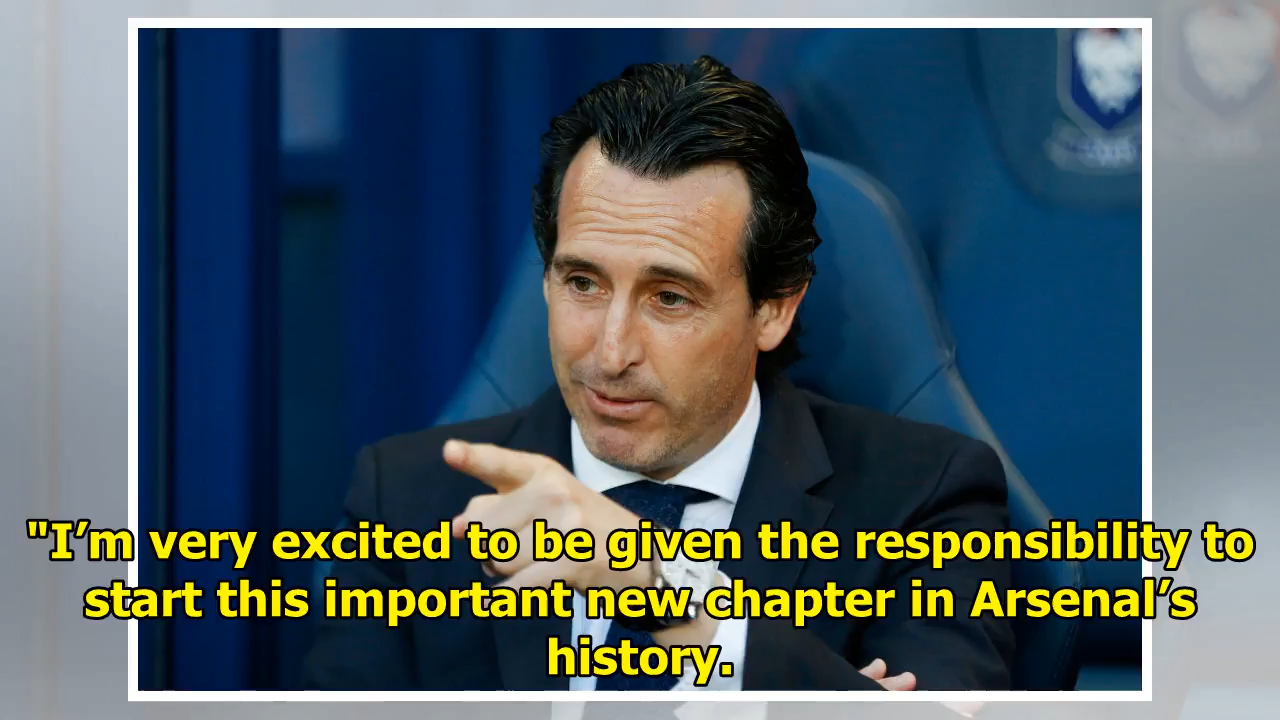 "I’m very excited to be given the responsibility to
start this important new chapter in Arsenal’s
history.